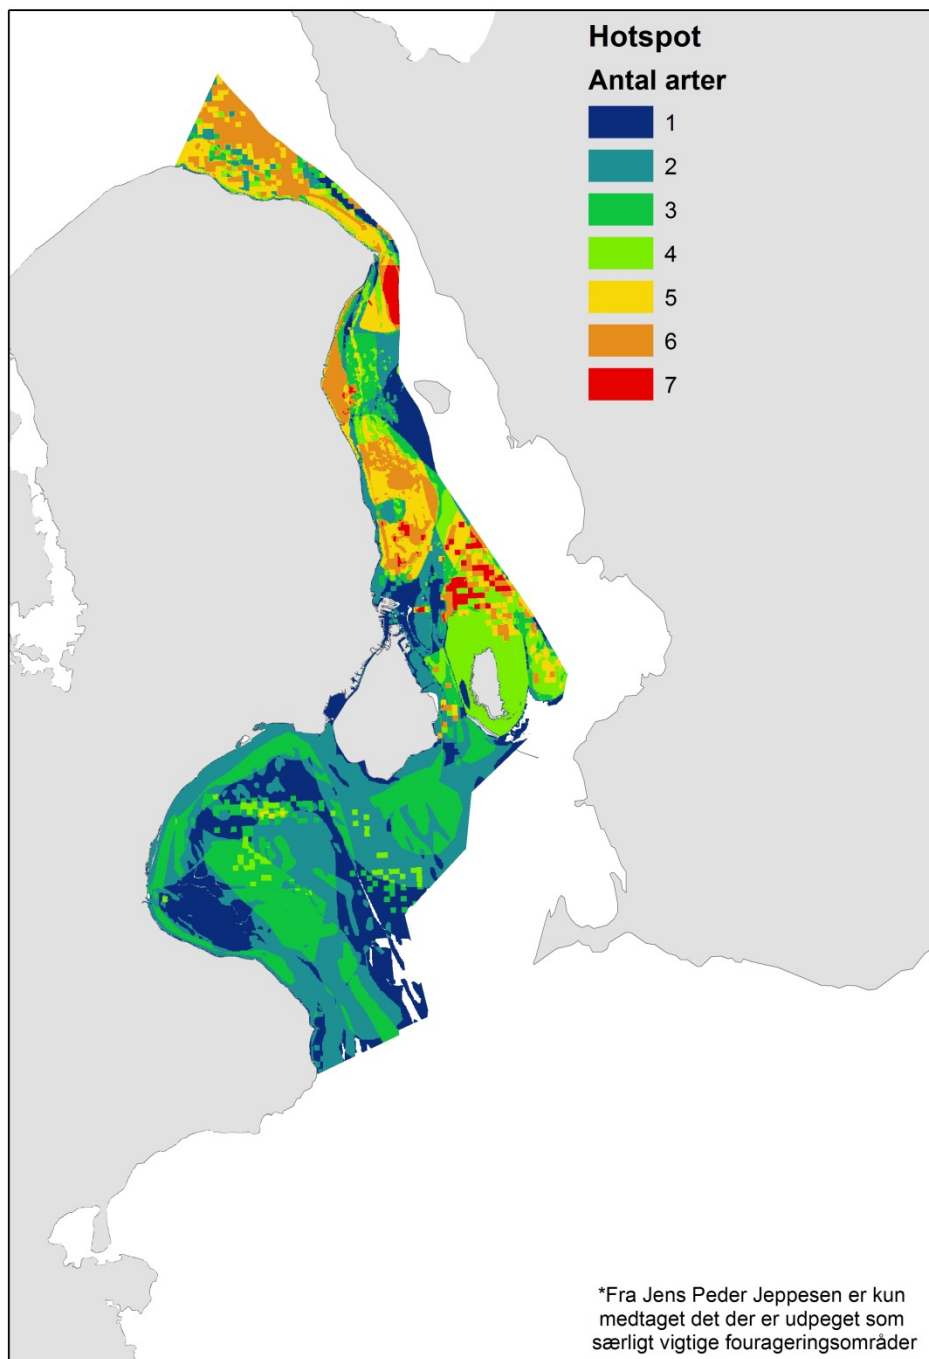 Hotspot
Antal arter
1
2
3
4
5
6
7
*Fra Jens Peder Jeppesen er kun
medtaget det der er udpeget som
særligt vigtige fourageringsområder